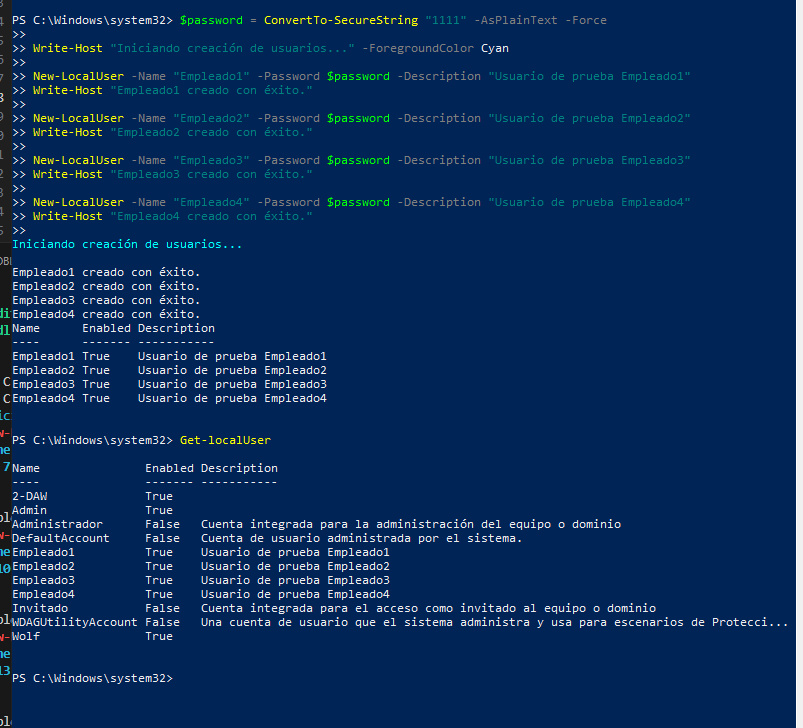 PS C:\Windows\system32> $password = ConvertTo-SecureString "1111" -AsPlainText -Force
>>
>> Write-Host "Iniciando creación de usuarios..." -ForegroundColor Cyan
>>
>> New-LocalUser -Name "Empleado1" -Password $password -Description "Usuario de prueba Empleado1"
>> Write-Host "Empleado1 creado con éxito."
>>
>> New-LocalUser -Name "Empleado2" -Password $password -Description "Usuario de prueba Empleado2"
>> Write-Host "Empleado2 creado con éxito."
>>
>> New-LocalUser -Name "Empleado3" -Password $password -Description "Usuario de prueba Empleado3"
>> Write-Host "Empleado3 creado con éxito."
>>
>> New-LocalUser -Name "Empleado4" -Password $password -Description "Usuario de prueba Empleado4"
>> Write-Host "Empleado4 creado con éxito."
>>
Iniciando creación de usuarios...
Empleado1 creado con éxito.
Empleado2 creado con éxito.
Empleado3 creado con éxito.
Empleado4 creado con éxito.
Name      Enabled Description
----      ------- -----------
Empleado1 True    Usuario de prueba Empleado1
Empleado2 True    Usuario de prueba Empleado2
Empleado3 True    Usuario de prueba Empleado3
Empleado4 True    Usuario de prueba Empleado4
PS C:\Windows\system32> Get-localUser
Name               Enabled Description
----               ------- -----------
2-DAW              True
Admin              True
Administrador      False   Cuenta integrada para la administración del equipo o dominio
DefaultAccount     False   Cuenta de usuario administrada por el sistema.
Empleado1          True    Usuario de prueba Empleado1
Empleado2          True    Usuario de prueba Empleado2
Empleado3          True    Usuario de prueba Empleado3
Empleado4          True    Usuario de prueba Empleado4
Invitado           False   Cuenta integrada para el acceso como invitado al equipo o dominio
WDAGUtilityAccount False   Una cuenta de usuario que el sistema administra y usa para escenarios de Protecci...
Wolf               True
PS C:\Windows\system32>